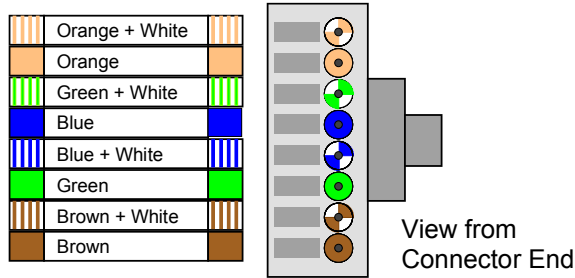 Orange + White
Orange
Green + White
Blue
Blue + White
Green
Brown + White
Brown
View from
Connector End